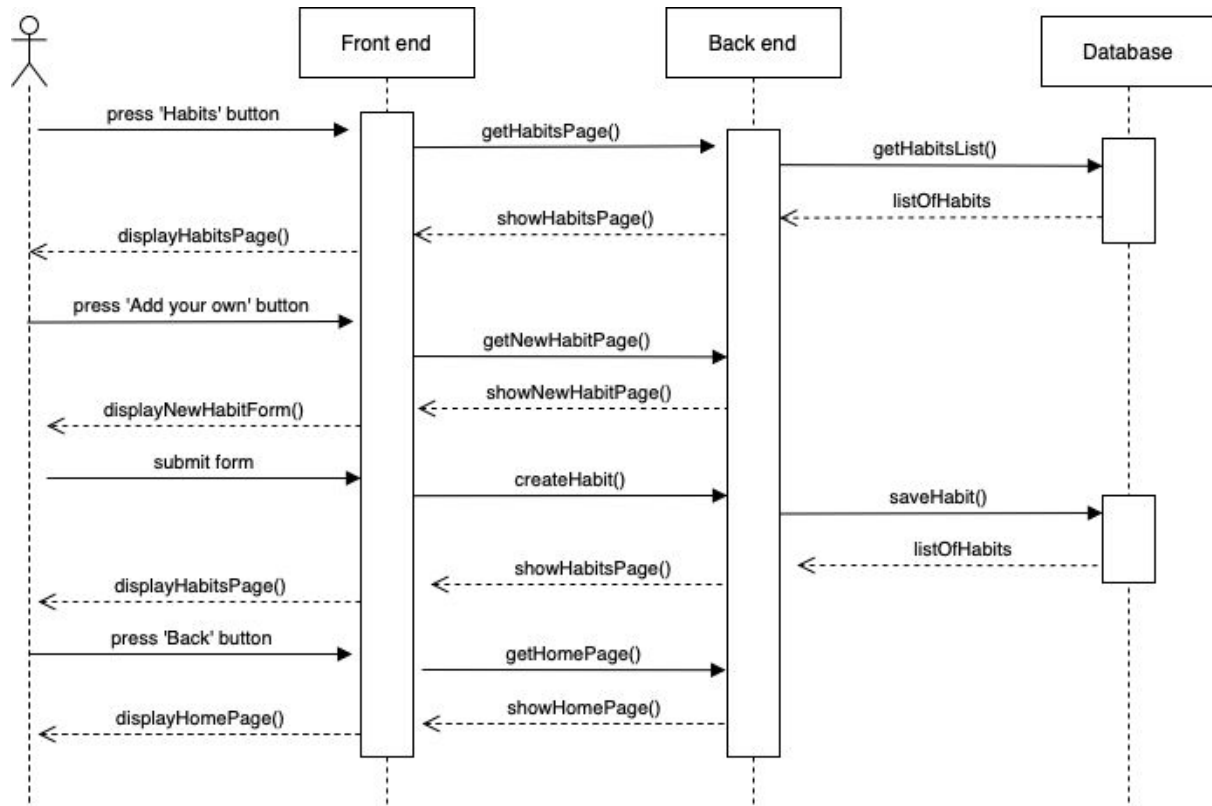 Front end
Back end
Database
press 'Habits' button
getHabitsPage()
getHabitsList()
listOfHabits
showHabitsPage()
displayHabitsPage()
press 'Add your own' button
getNewHabitPage()
showNewHabitPage()
displayNewHabitForm()
submit form
createHabit()
saveHabit()
listOfHabits
showHabitsPage()
displayHabitsPage()
press 'Back' button
getHomePage()
showHomePage()
displayHomePage()